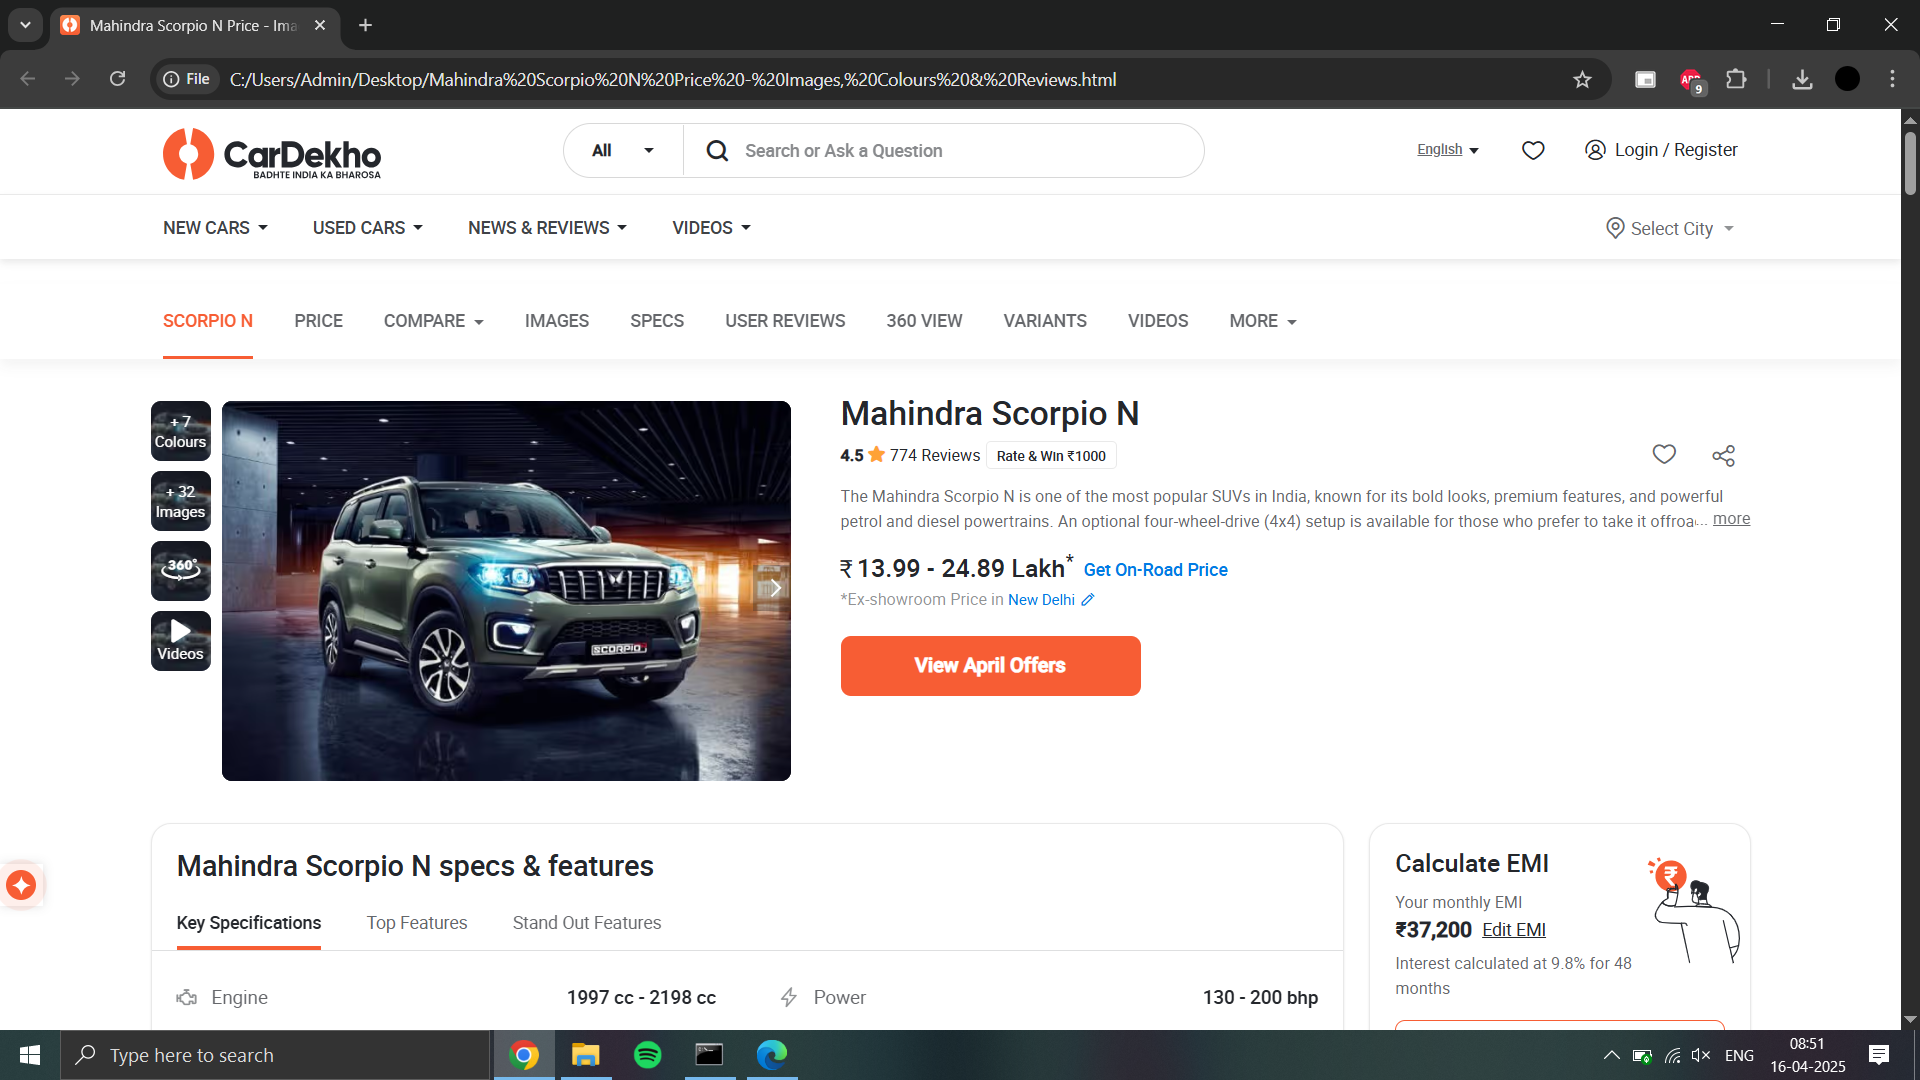 Mahindra Scorpio N Price - Ima
File
C:/Users/Admin/Desktop/Mahindra%20Scorpio%20N%20Price%20-%20Images,%20Colours%20&%20Reviews.html
9
CarDekho
BADHTE INDIA KA BHAROSA
All
Search or Ask a Question
English
Login / Register
NEW CARS
USED CARS
NEWS & REVIEWS
VIDEOS
Select City
SCORPIO N
PRICE
COMPARE
IMAGES
SPECS
USER REVIEWS
360 VIEW
VARIANTS
VIDEOS
MORE
+ 7
Colours
+ 32
Images
360°
Videos
SCORPIO
Mahindra Scorpio N
4.5 774 Reviews Rate & Win ₹1000
The Mahindra Scorpio N is one of the most popular SUVs in India, known for its bold looks, premium features, and powerful
petrol and diesel powertrains. An optional four-wheel-drive (4x4) setup is available for those who prefer to take it offroa... more
₹ 13.99 - 24.89 Lakh* Get On-Road Price
*Ex-showroom Price in New Delhi
View April Offers
Mahindra Scorpio N specs & features
Key Specifications
Top Features
Stand Out Features
Engine
1997 cc - 2198 cc
Power
130 - 200 bhp
Calculate EMI
Your monthly EMI
₹37,200 Edit EMI
Interest calculated at 9.8% for 48
months
Type here to search
ENG
08:51
16-04-2025